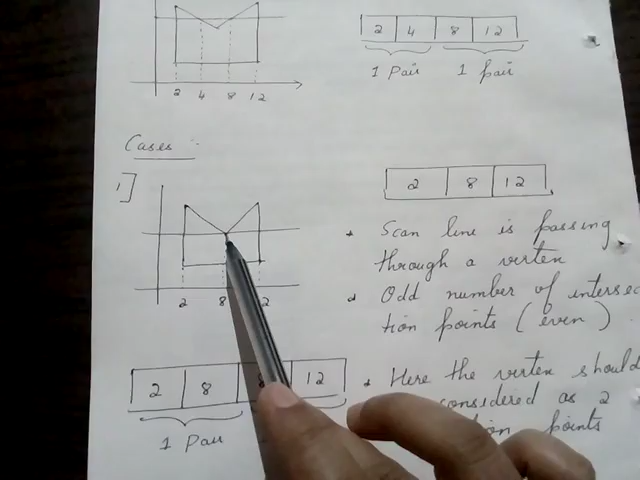 2 4 8 12
2 4 8 12
1 Pair 1 Pair
Cases :-
1]
2 8 12
2 8 2
* Scan line is passing
through a vertex
* Odd number of intersec
tion points (even)
2 8 12
1 Pair
* Here the vertex should
considered as 2
points